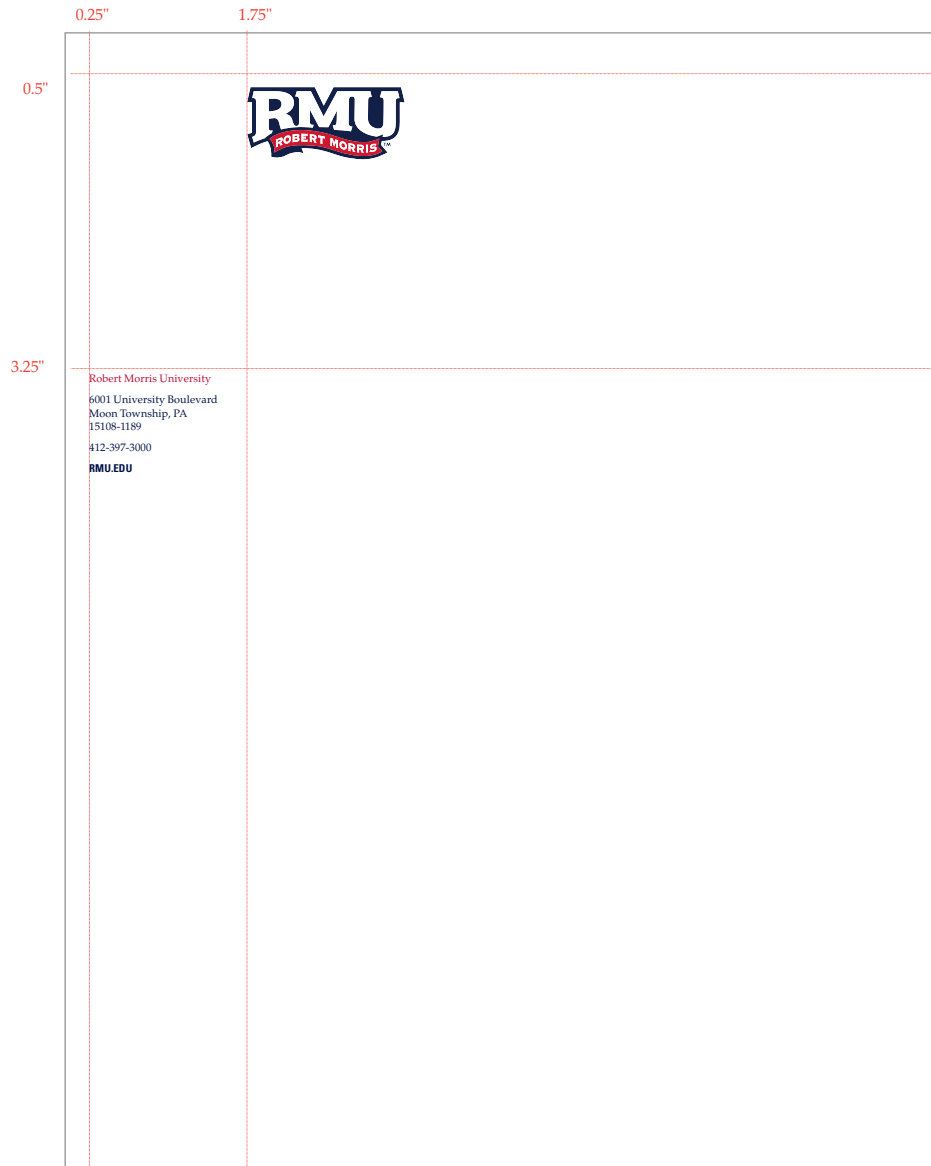 0.25" 1.75"
0.5"
RMU
ROBERT MORRIS
™
3.25"
Robert Morris University
6001 University Boulevard
Moon Township, PA
15108-1189
412-397-3000
RMU.EDU